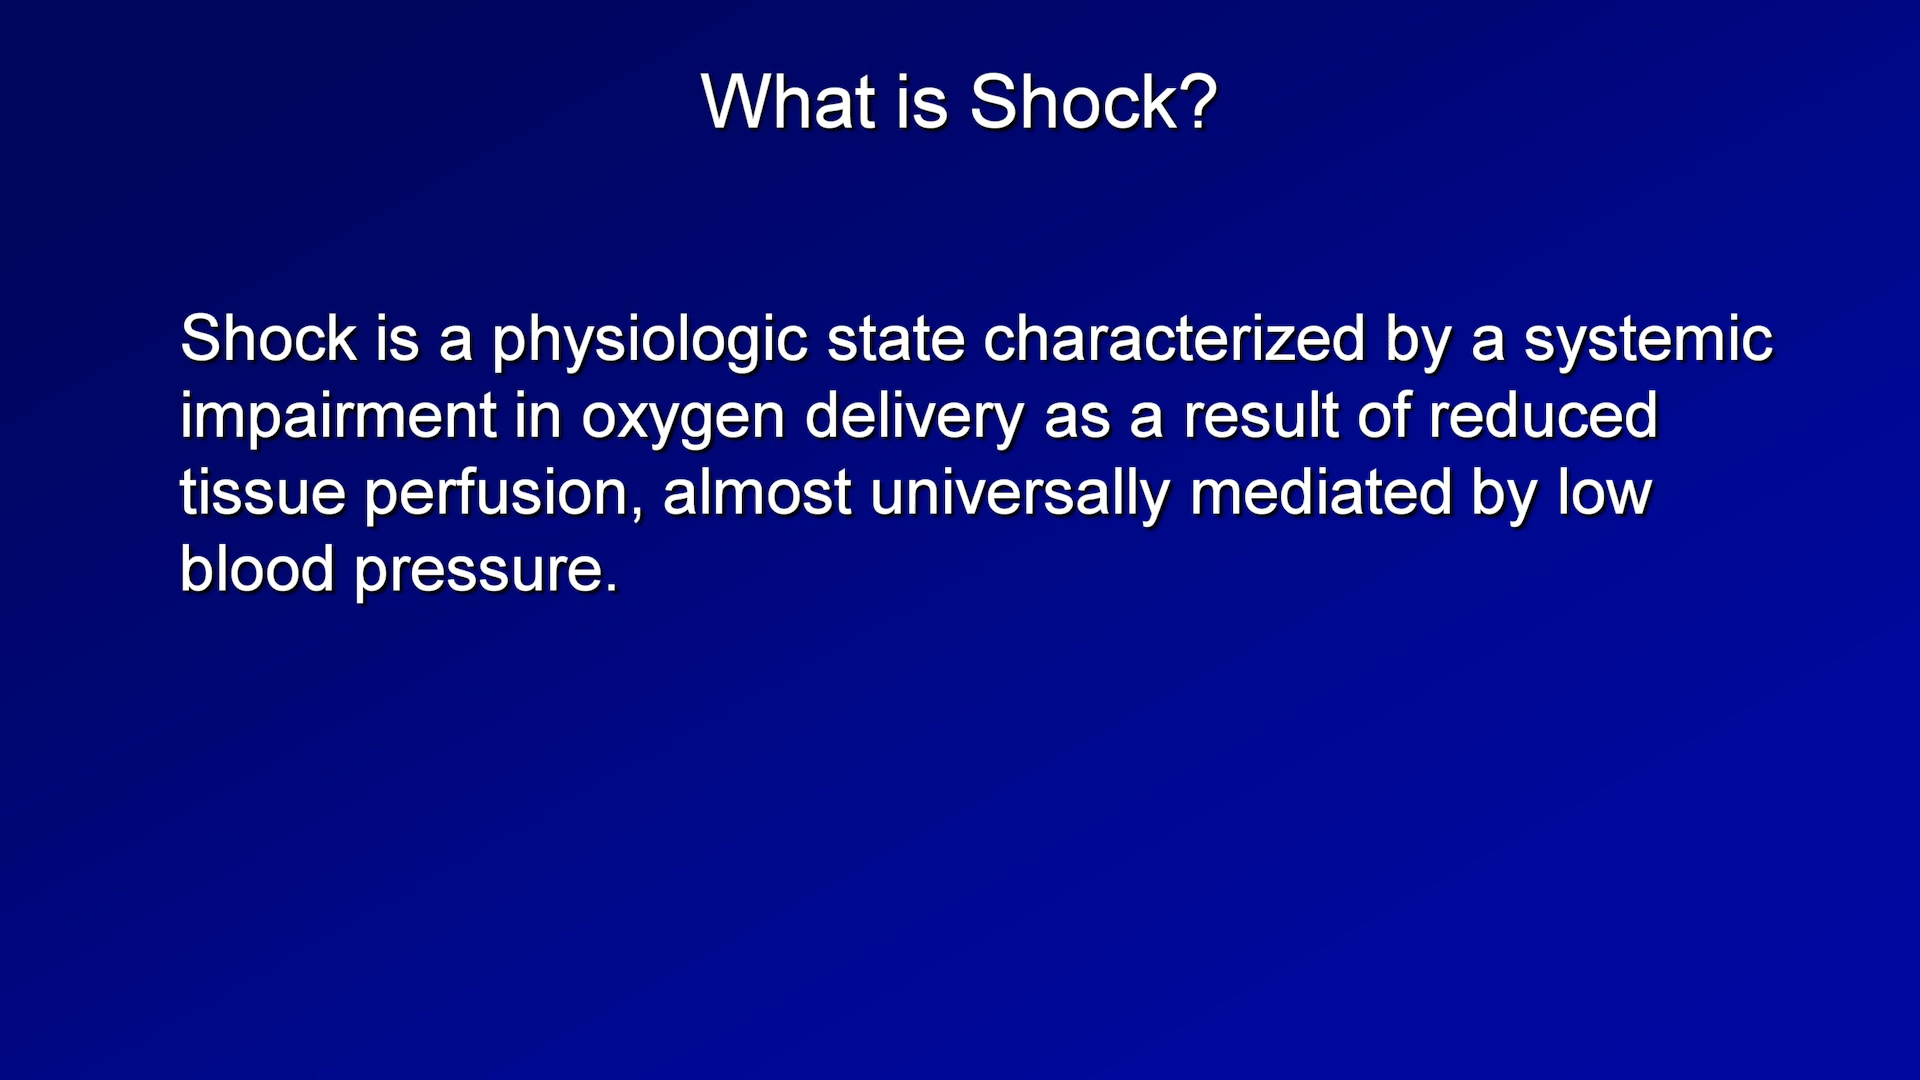 What is Shock?
Shock is a physiologic state characterized by a systemic
impairment in oxygen delivery as a result of reduced
tissue perfusion, almost universally mediated by low
blood pressure.